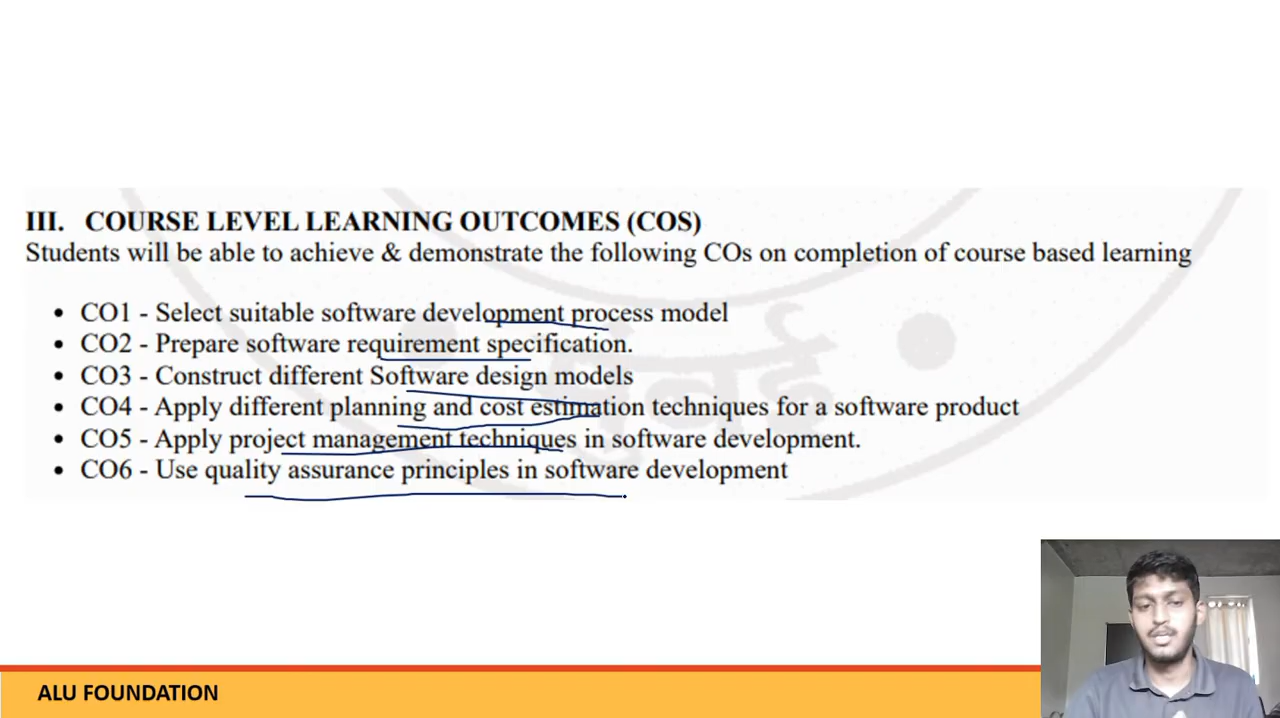 III. COURSE LEVEL LEARNING OUTCOMES (COS)
Students will be able to achieve & demonstrate the following COs on completion of course based learning
• CO1 - Select suitable software development process model
• CO2 - Prepare software requirement specification.
• CO3 - Construct different Software design models
• CO4 - Apply different planning and cost estimation techniques for a software product
• CO5 - Apply project management techniques in software development.
• CO6 - Use quality assurance principles in software development
मुंबई
ALU FOUNDATION